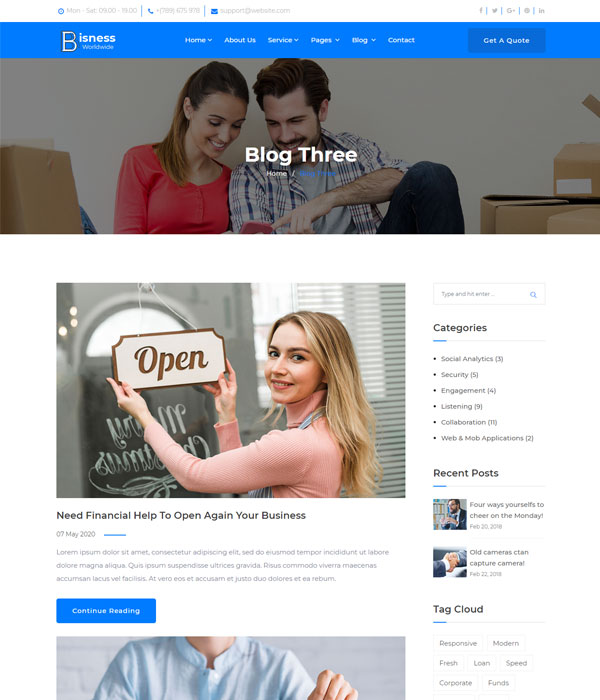 Mon - Sat: 09.00 - 19.00 +(788) 675 979 support@website.com
Bisness
Worldwide
Home About Us Service Pages Blog Contact
Get A Quote
Blog Three
Home / Blog Three
Type and hit enter ...
Categories
Open
Social Analytics (3)
Security (5)
Engagement (4)
Listening (9)
Collaboration (11)
Web & Mob Applications (2)
Recent Posts
Four ways yourselfs to
cheer on the Monday!
Feb 20, 2018
Old cameras ctan
capture camera!
Feb 22, 2018
Need Financial Help To Open Again Your Business
07 May 2020
Lorem ipsum dolor sit amet, consectetur adipiscing elit, sed do eiusmod tempor incididunt ut labore
dolore magna aliqua. Quis ipsum suspendisse ultrices gravida. Risus commodo viverra maecenas
accumsan lacus vel facilisis. At vero eos et accusam et justo duo dolores et ea rebum.
Continue Reading
Tag Cloud
Responsive Modern
Fresh Loan Speed
Corporate Funds